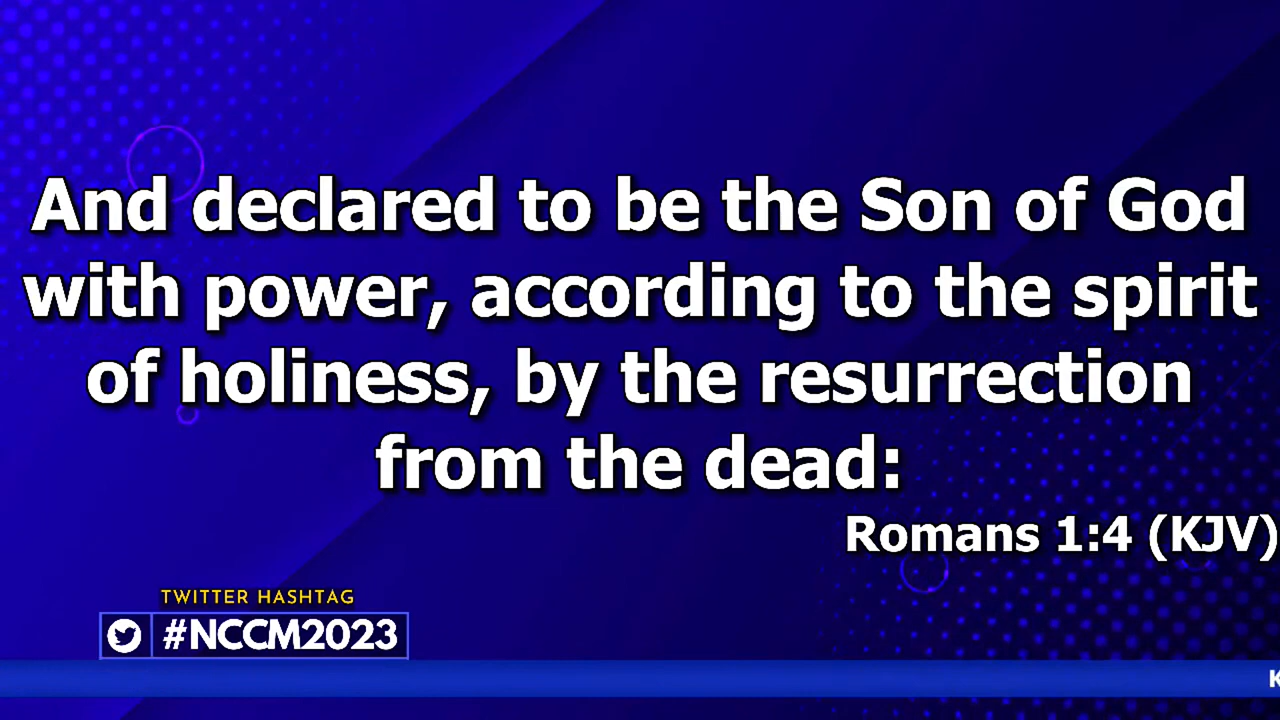 And declared to be the Son of God
with power, according to the spirit
of holiness, by the resurrection
from the dead:
Romans 1:4 (KJV)
TWITTER HASHTAG
#NCCM2023